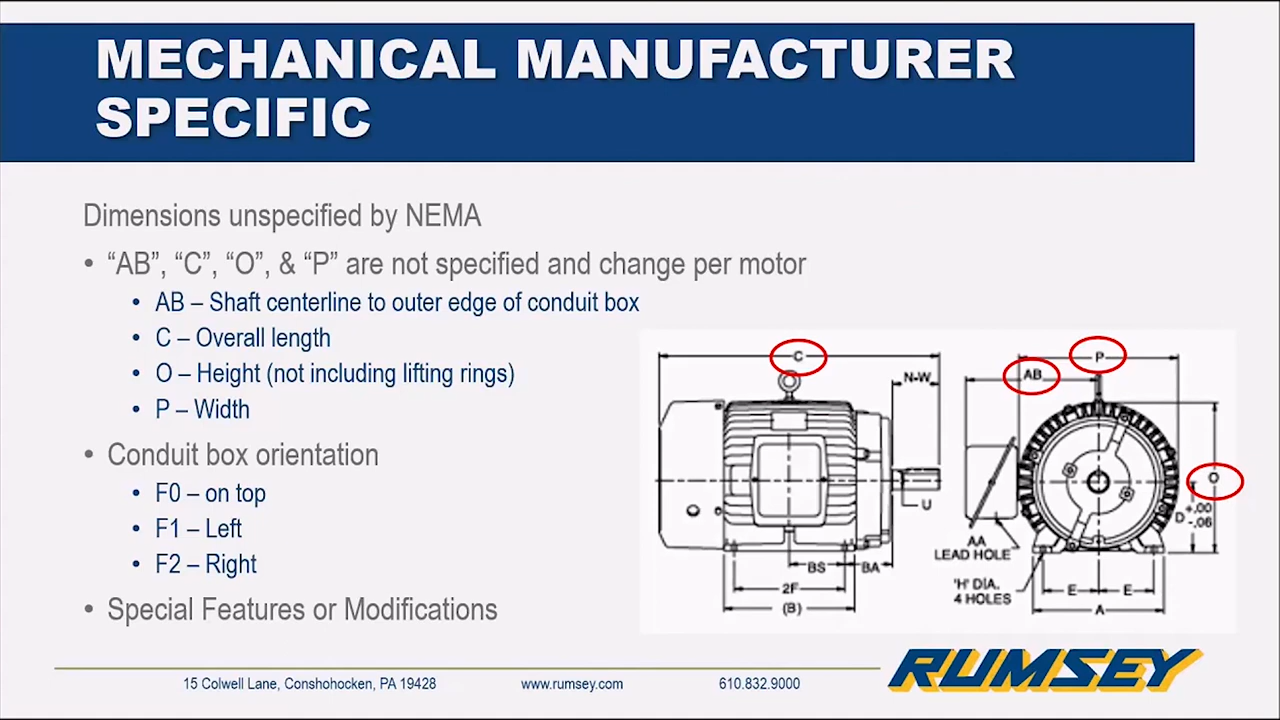 MECHANICAL MANUFACTURER
SPECIFIC
Dimensions unspecified by NEMA
• “AB”, “C”, “O”, & “P” are not specified and change per motor
• AB – Shaft centerline to outer edge of conduit box
• C – Overall length
• O – Height (not including lifting rings)
• P – Width
• Conduit box orientation
• F0 – on top
• F1 – Left
• F2 – Right
• Special Features or Modifications
C
N-W
U
BS
BA
2F
(B)
P
AB
O
D +.00
-.06
AA
LEAD HOLE
'H' DIA.
4 HOLES
E
E
A
15 Colwell Lane, Conshohocken, PA 19428
www.rumsey.com
610.832.9000
RUMSEY